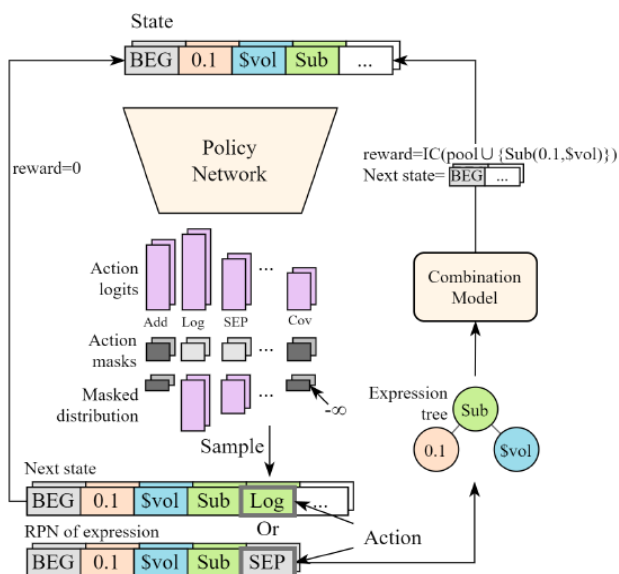 State
BEG 0.1 $vol Sub ...
reward=0
Policy
Network
reward=IC(pool∪{Sub(0.1,$vol)})
Next state= BEG ...
Action
logits
...
Add Log SEP Cov
Combination
Model
Action
masks
...
Masked
distribution
...
-∞
Expression
tree
Sub
0.1 $vol
Sample
Next state
BEG 0.1 $vol Sub Log ...
Or
Action
RPN of expression
BEG 0.1 $vol Sub SEP